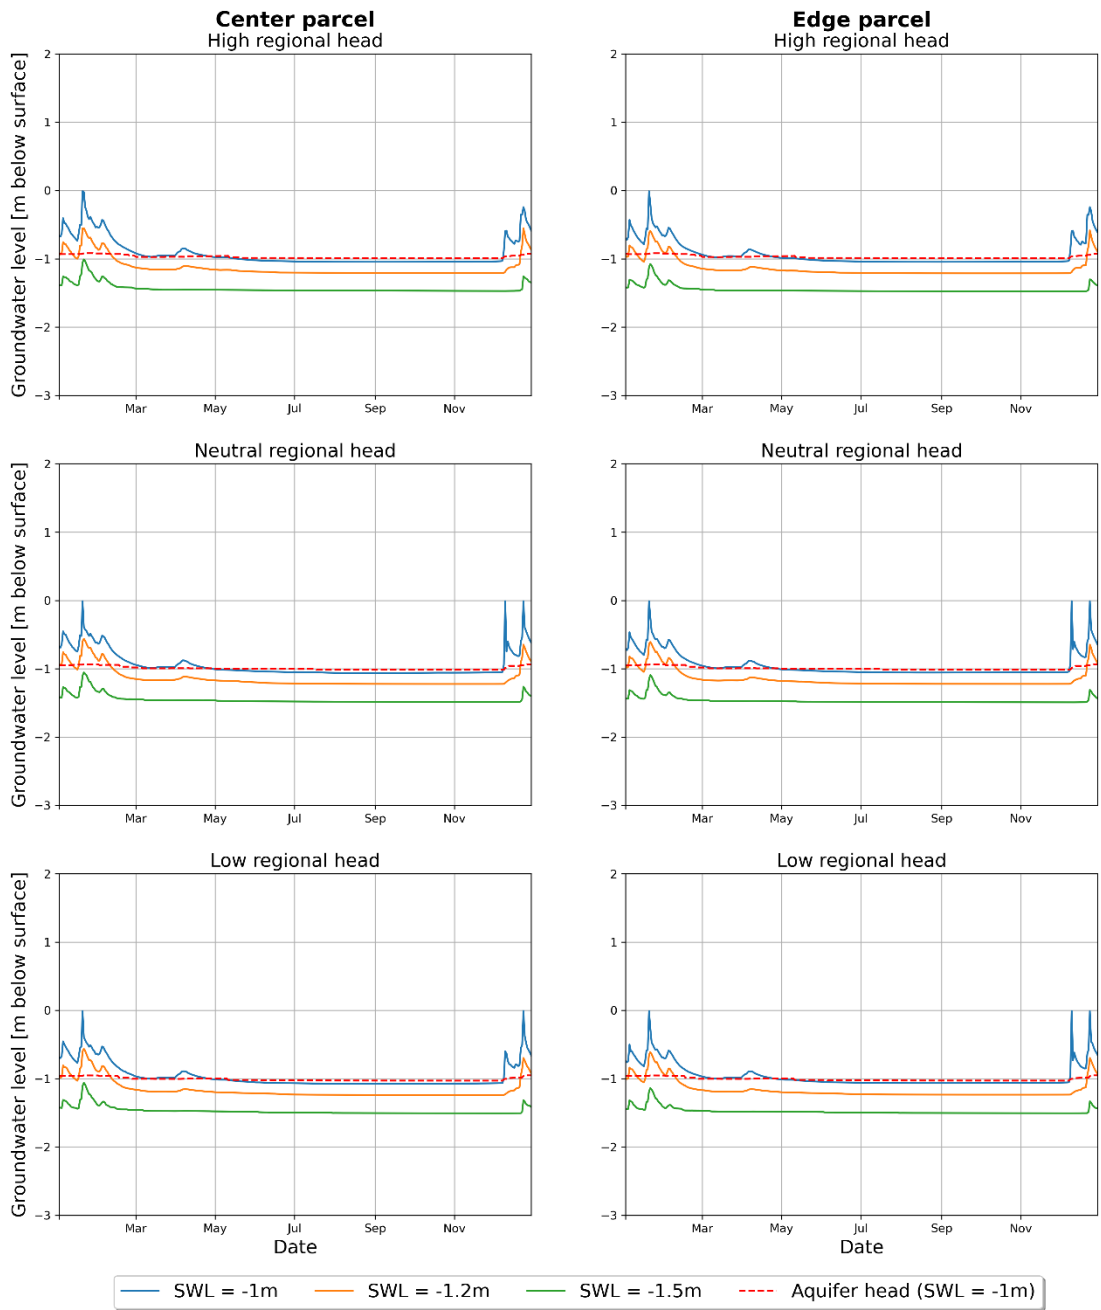 Center parcel
High regional head
Groundwater level [m below surface]
2
1
0
−1
−2
−3
Mar May Jul Sep Nov
Edge parcel
High regional head
2
1
0
−1
−2
−3
Mar May Jul Sep Nov
Neutral regional head
Groundwater level [m below surface]
2
1
0
−1
−2
−3
Mar May Jul Sep Nov
Neutral regional head
2
1
0
−1
−2
−3
Mar May Jul Sep Nov
Low regional head
Groundwater level [m below surface]
2
1
0
−1
−2
−3
Mar May Jul Sep Nov
Date
Low regional head
2
1
0
−1
−2
−3
Mar May Jul Sep Nov
Date
SWL = -1m SWL = -1.2m SWL = -1.5m Aquifer head (SWL = -1m)